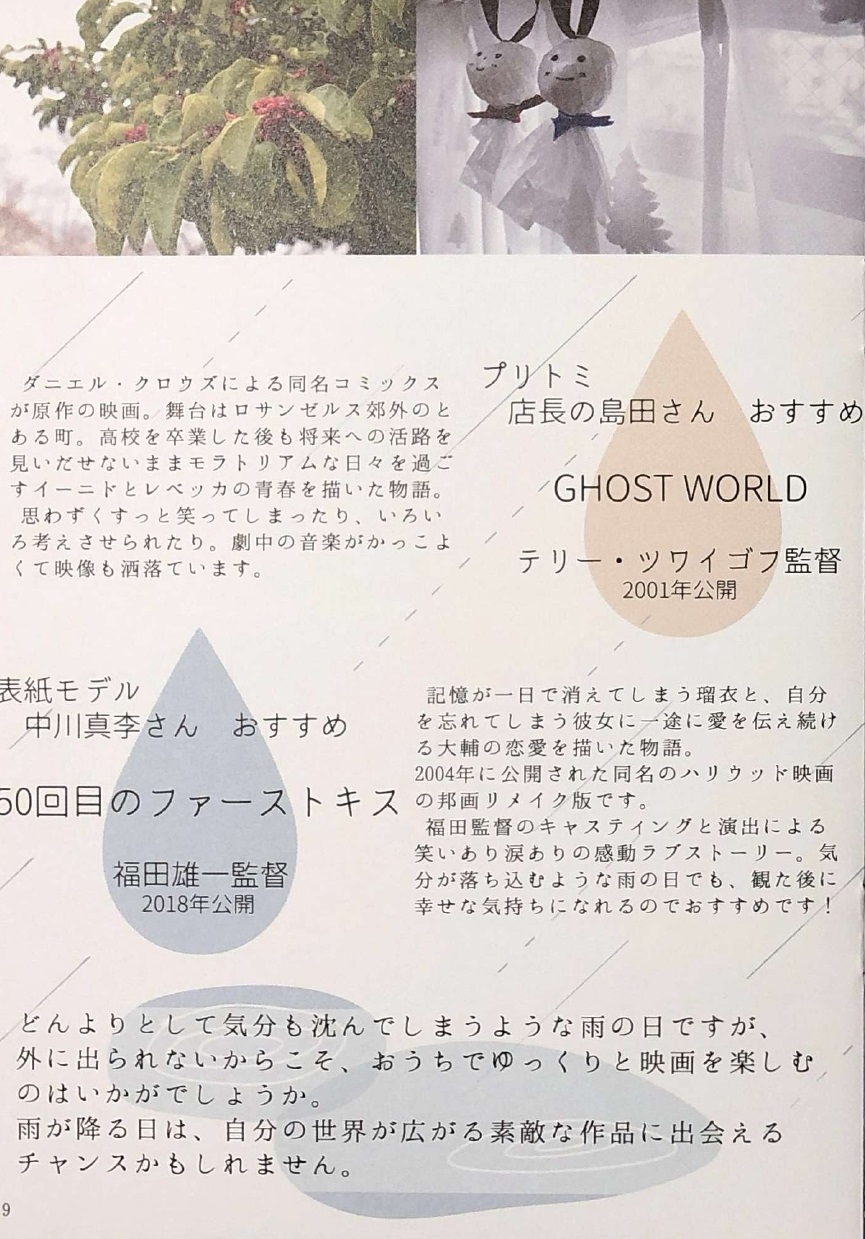 プリトミ
店長の島田さん　おすすめ
GHOST WORLD
テリー・ツワイゴフ監督
2001年公開
ダニエル・クロウズによる同名コミックス
が原作の映画。舞台はロサンゼルス郊外のと
ある町。高校を卒業した後も将来への活路を
見いだせないままモラトリアムな日々を過ご
すイーニドとレベッカの青春を描いた物語。
思わずくすっと笑ってしまったり、いろい
ろ考えさせられたり。劇中の音楽がかっこよ
くて映像も洒落ています。
表紙モデル
中川真李さん　おすすめ
50回目のファーストキス
福田雄一監督
2018年公開
記憶が一日で消えてしまう瑠衣と、自分
を忘れてしまう彼女に一途に愛を伝え続け
る大輔の恋愛を描いた物語。
2004年に公開された同名のハリウッド映画
の邦画リメイク版です。
福田監督のキャスティングと演出による
笑いあり涙ありの感動ラブストーリー。気
分が落ち込むような雨の日でも、観た後に
幸せな気持ちになれるのでおすすめです！
どんよりとして気分も沈んでしまうような雨の日ですが、
外に出られないからこそ、おうちでゆっくりと映画を楽しむ
のはいかがでしょうか。
雨が降る日は、自分の世界が広がる素敵な作品に出会える
チャンスかもしれません。
9